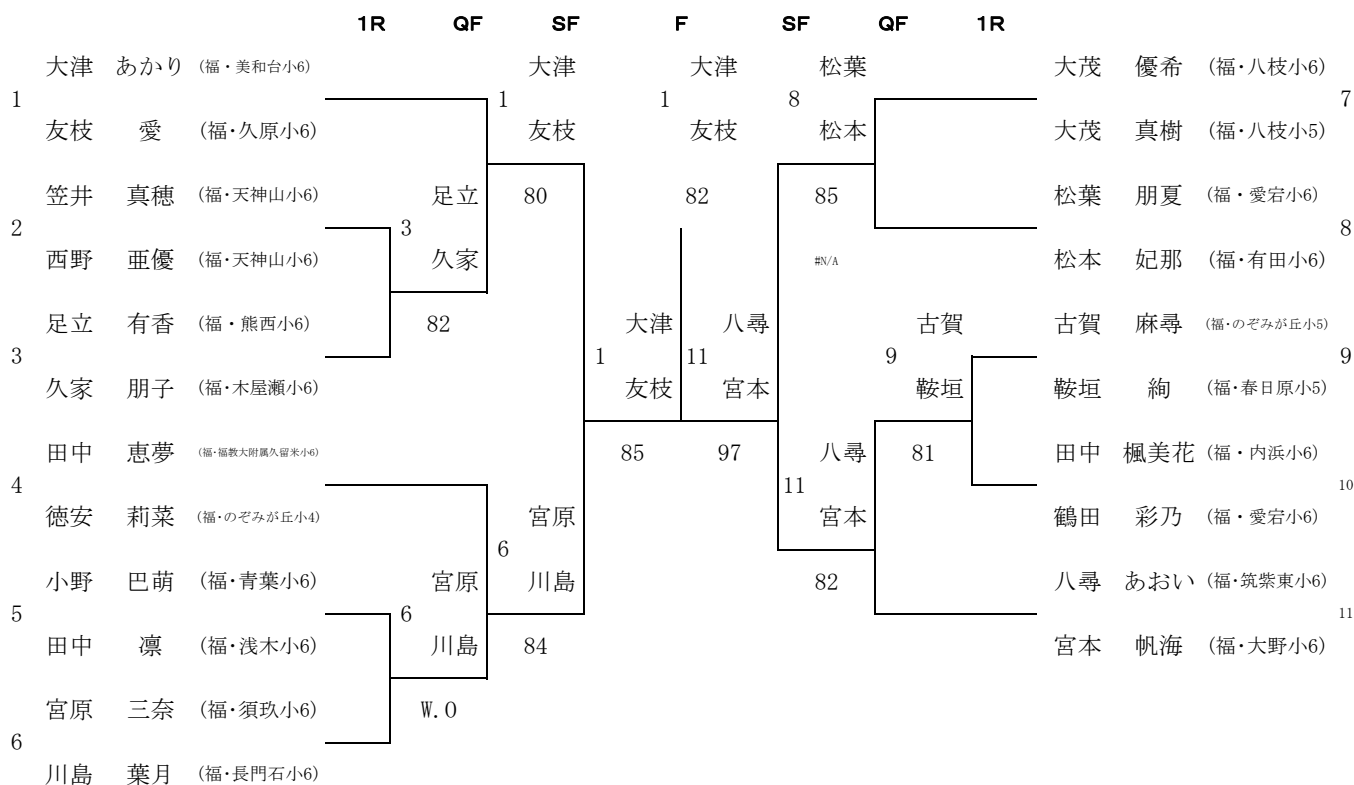 1R QF SF F SF QF 1R
大津 あかり (福・美和台小6) 大津 大津 松葉 大茂 優希 (福・八枝小6)
1 1 1 8 7
友枝 愛 (福・久原小6) 友枝 友枝 松本 大茂 真樹 (福・八枝小5)
笠井 真穂 (福・天神山小6) 足立 80 82 85 松葉 朋夏 (福・愛宕小6)
2 3 8
西野 亜優 (福・天神山小6) 久家 #N/A 松本 妃那 (福・有田小6)
足立 有香 (福・熊西小6) 82 大津 八尋 古賀 古賀 麻尋 (福・のぞみが丘小5)
3 1 11 9 9
久家 朋子 (福・木屋瀬小6) 友枝 宮本 鞍垣 鞍垣 絢 (福・春日原小5)
田中 恵夢 (福・福教大附属久留米小6) 85 97 八尋 81 田中 楓美花 (福・内浜小6)
4 11 10
徳安 莉菜 (福・のぞみが丘小4) 宮原 宮本 鶴田 彩乃 (福・愛宕小6)
6
小野 巴萌 (福・青葉小6) 宮原 川島 82 八尋 あおい (福・筑紫東小6)
5 6 11
田中 凛 (福・浅木小6) 川島 84 宮本 帆海 (福・大野小6)
宮原 三奈 (福・須玖小6) W.O
6
川島 葉月 (福・長門石小6)